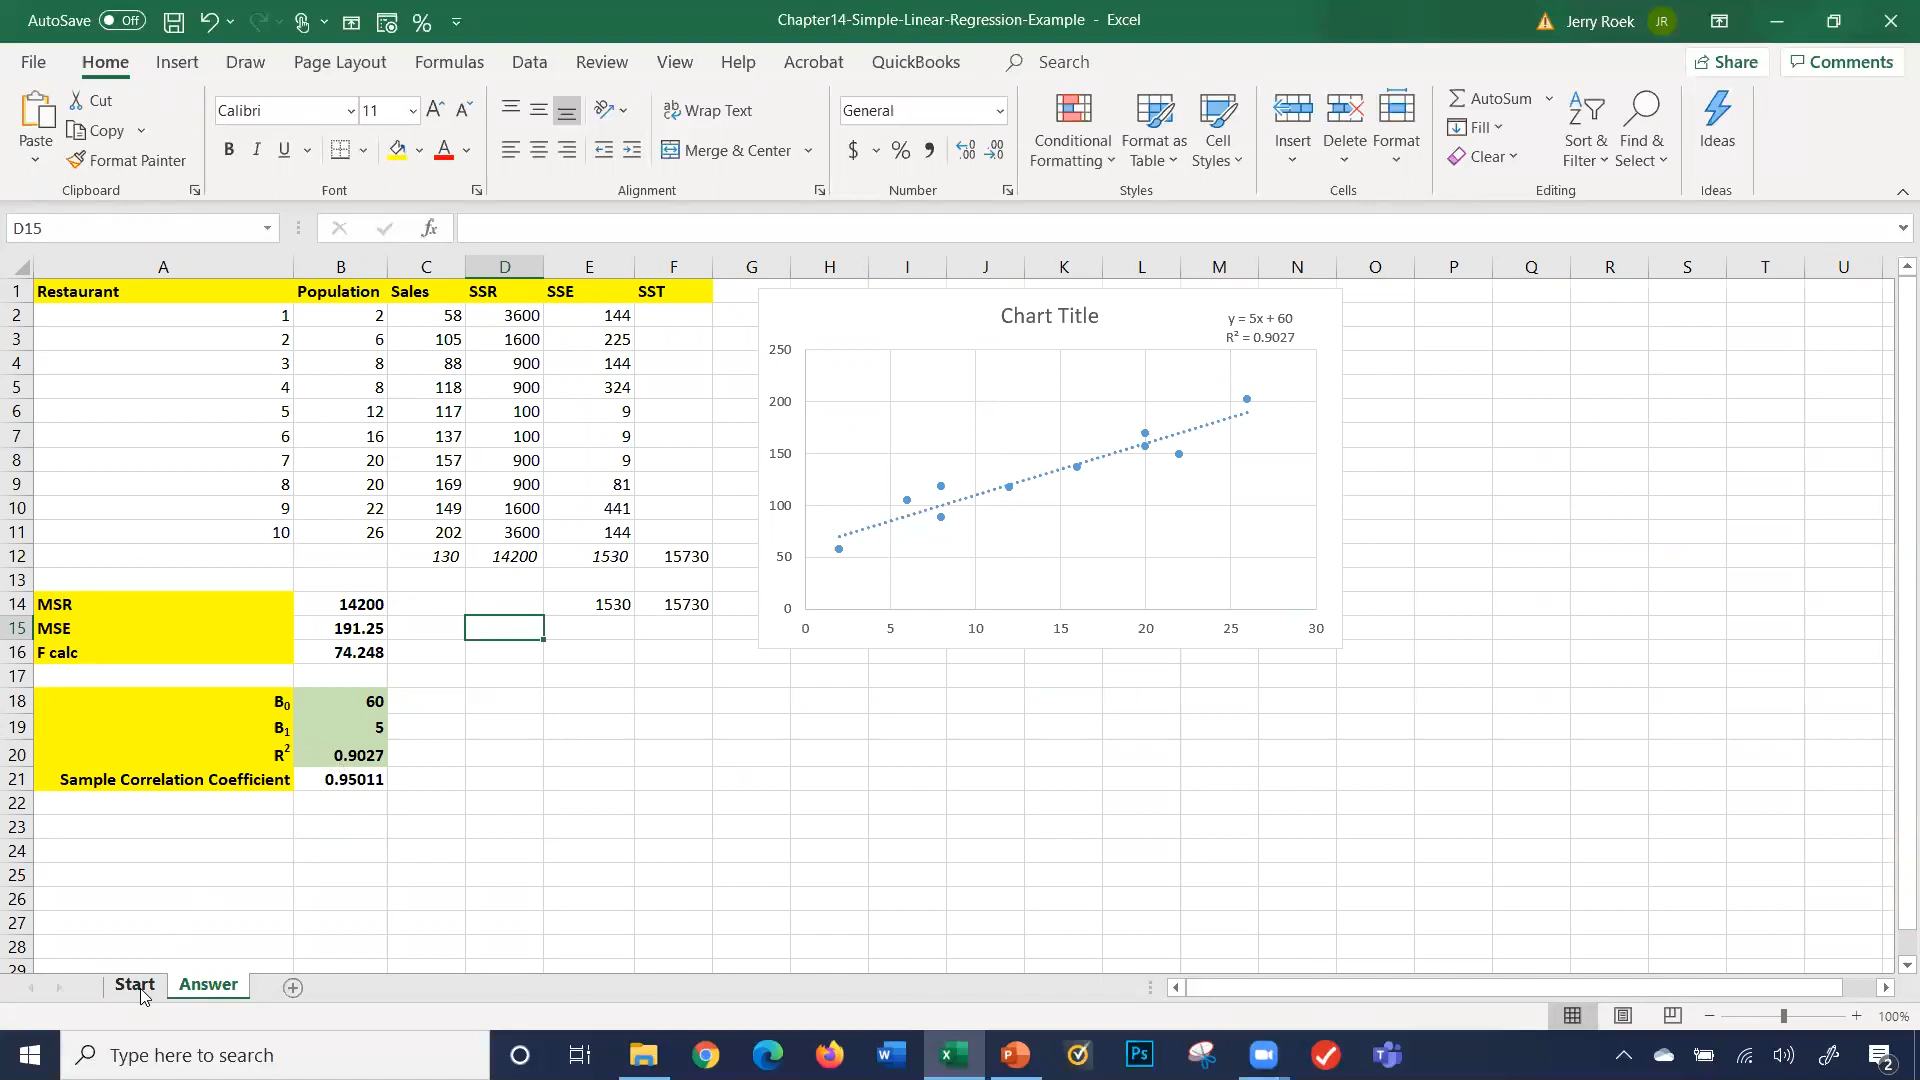 AutoSave Off
Chapter14-Simple-Linear-Regression-Example - Excel
Jerry Roek JR
File Home Insert Draw Page Layout Formulas Data Review View Help Acrobat QuickBooks Search Share Comments
Paste
Cut
Copy
Format Painter
Clipboard
Calibri 11
B I U
Font
Wrap Text
Merge & Center
Alignment
General
$ % ,
Number
Conditional Formatting
Format as Table
Cell Styles
Styles
Insert Delete Format
Cells
AutoSum
Fill
Clear
Sort & Filter
Find & Select
Editing
Ideas
Ideas
D15 fx
A B C D E F G H I J K L M N O P Q R S T U
1 Restaurant Population Sales SSR SSE SST
2 1 2 58 3600 144
3 2 6 105 1600 225
4 3 8 88 900 144
5 4 8 118 900 324
6 5 12 117 100 9
7 6 16 137 100 9
8 7 20 157 900 9
9 8 20 169 900 81
10 9 22 149 1600 441
11 10 26 202 3600 144
12 130 14200 1530 15730
13
14 MSR 14200 1530 15730
15 MSE 191.25
16 F calc 74.248
17
18 B₀ 60
19 B₁ 5
20 R² 0.9027
21 Sample Correlation Coefficient 0.95011
22
23
24
25
26
27
28
29
Chart Title
y = 5x + 60
R² = 0.9027
250
200
150
100
50
0
0 5 10 15 20 25 30
Start Answer
100%
Type here to search
Ps
2